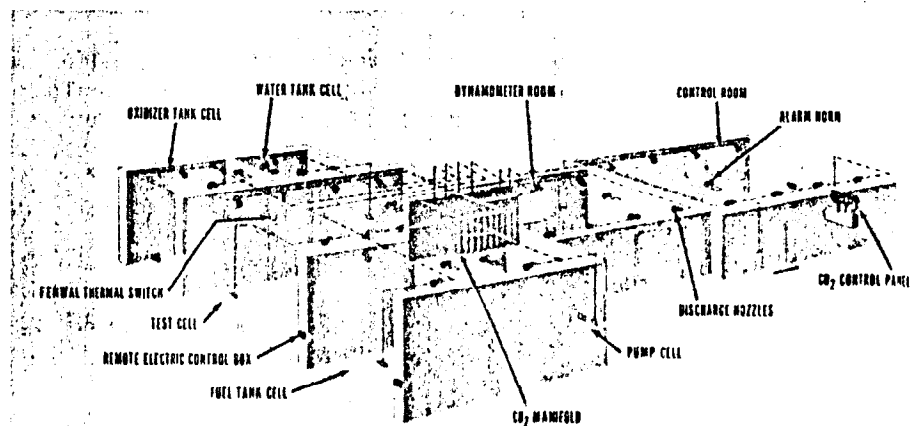 WATER TANK CELL
DYNAMOMETER ROOM
CONTROL ROOM
OXIDIZER TANK CELL
ALARM HORN
FENWAL THERMAL SWITCH
CO2 CONTROL PANEL
TEST CELL
DISCHARGE NOZZLES
REMOTE ELECTRIC CONTROL BOX
PUMP CELL
FUEL TANK CELL
CO2 MANIFOLD